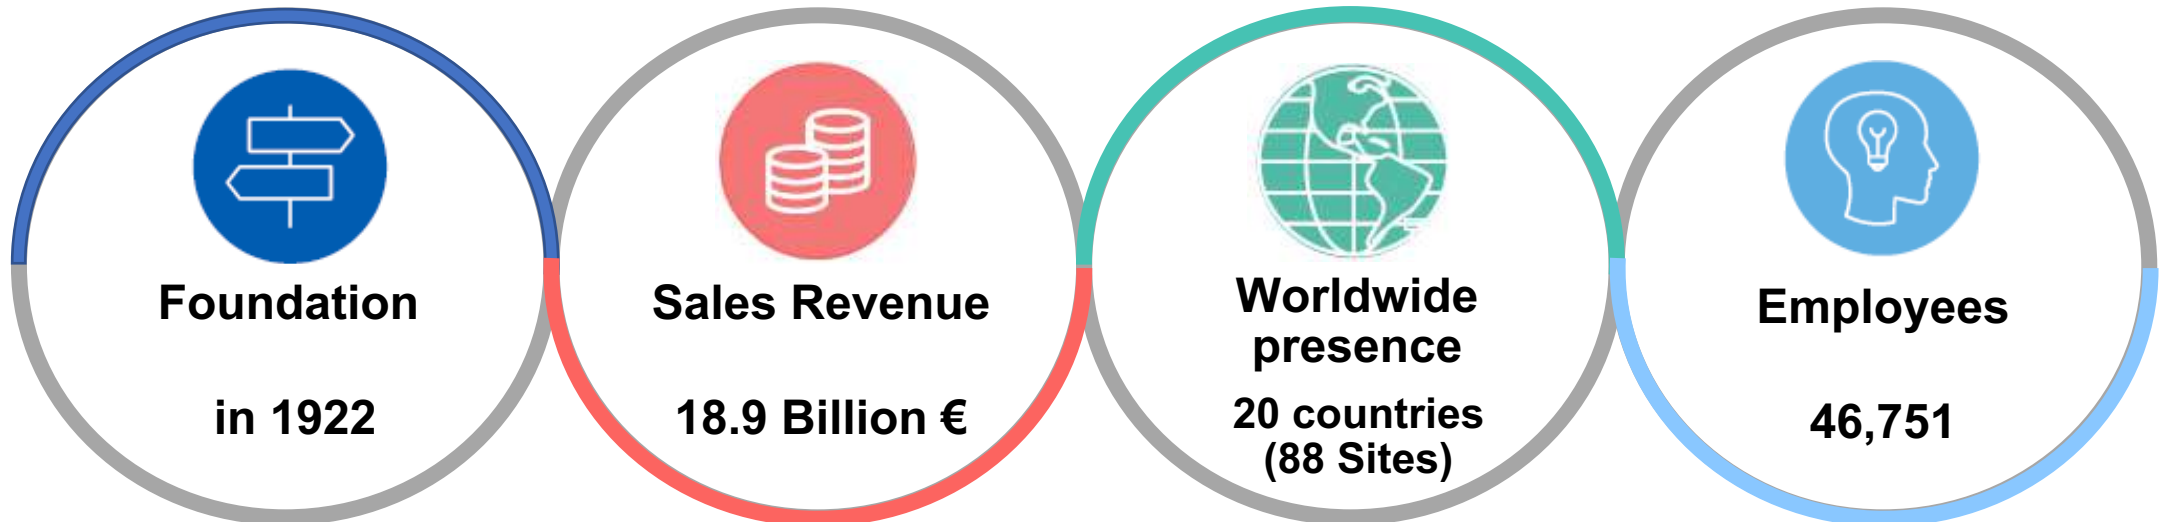 Foundation
in 1922
Sales Revenue
18.9 Billion €
Worldwide
presence
20 countries
(88 Sites)
Employees
46,751